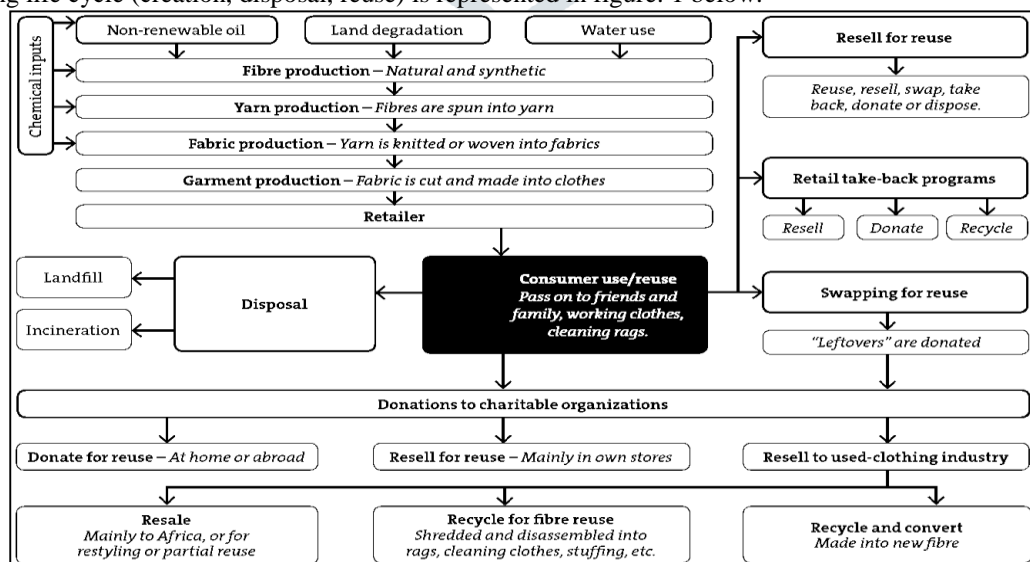 ng life cycle (creation, disposal, reuse) is represented in figure. 1 below.
Chemical inputs
Non-renewable oil
Land degradation
Water use
Fibre production – Natural and synthetic
Yarn production – Fibres are spun into yarn
Fabric production – Yarn is knitted or woven into fabrics
Garment production – Fabric is cut and made into clothes
Retailer
Resell for reuse
Reuse, resell, swap, take
back, donate or dispose.
Retail take-back programs
Resell
Donate
Recycle
Landfill
Incineration
Disposal
Consumer use/reuse
Pass on to friends and
family, working clothes,
cleaning rags.
Swapping for reuse
“Leftovers” are donated
Donations to charitable organizations
Donate for reuse – At home or abroad
Resell for reuse – Mainly in own stores
Resell to used-clothing industry
Resale
Mainly to Africa, or for
restyling or partial reuse
Recycle for fibre reuse
Shredded and disassembled into
rags, cleaning clothes, stuffing, etc.
Recycle and convert
Made into new fibre